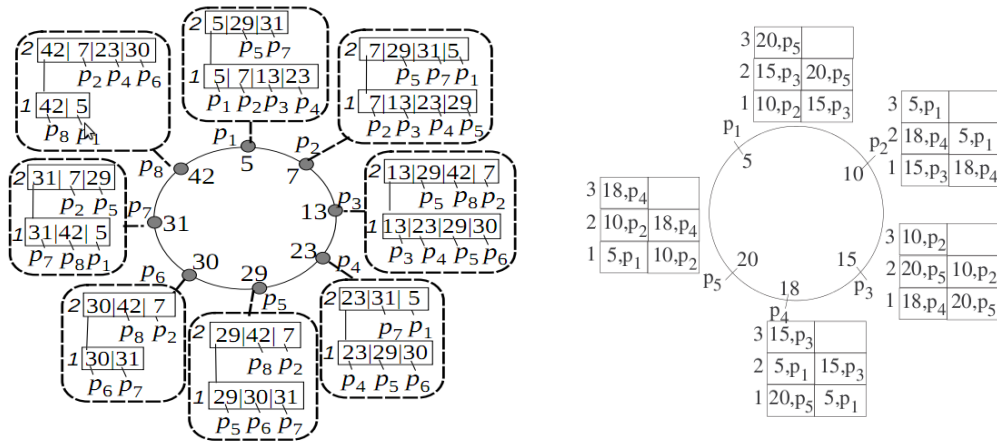 2 42| 7|23|30
p2 p4 p6
1 42| 5
p8 p1
2 5|29|31
p5 p7
1 5| 7|13|23
p1 p2 p3 p4
2 7|29|31|5
p5 p7 p1
1 7|13|23|29
p2 p3 p4 p5
p1
5
p2
7
p8
42
2 31| 7|29
p2 p5
1 31|42| 5
p7 p8 p1
p7
31
p3
13
2 13|29|42| 7
p5 p8 p2
1 13|23|29|30
p3 p4 p5 p6
p6
30
29
p5
23
p4
2 30|42| 7
p8 p2
1 30|31
p6 p7
2 29|42| 7
p8 p2
1 29|30|31
p5 p6 p7
2 23|31| 5
p7 p1
1 23|29|30
p4 p5 p6
3 20,p5
2 15,p3 20,p5
1 10,p2 15,p3
p1
5
p2
10
3 5,p1
2 18,p4 5,p1
1 15,p3 18,p4
3 18,p4
2 10,p2 18,p4
1 5,p1 10,p2
p5
20
18
p4
15
p3
3 10,p2
2 20,p5 10,p2
1 18,p4 20,p5
3 15,p3
2 5,p1 15,p3
1 20,p5 5,p1